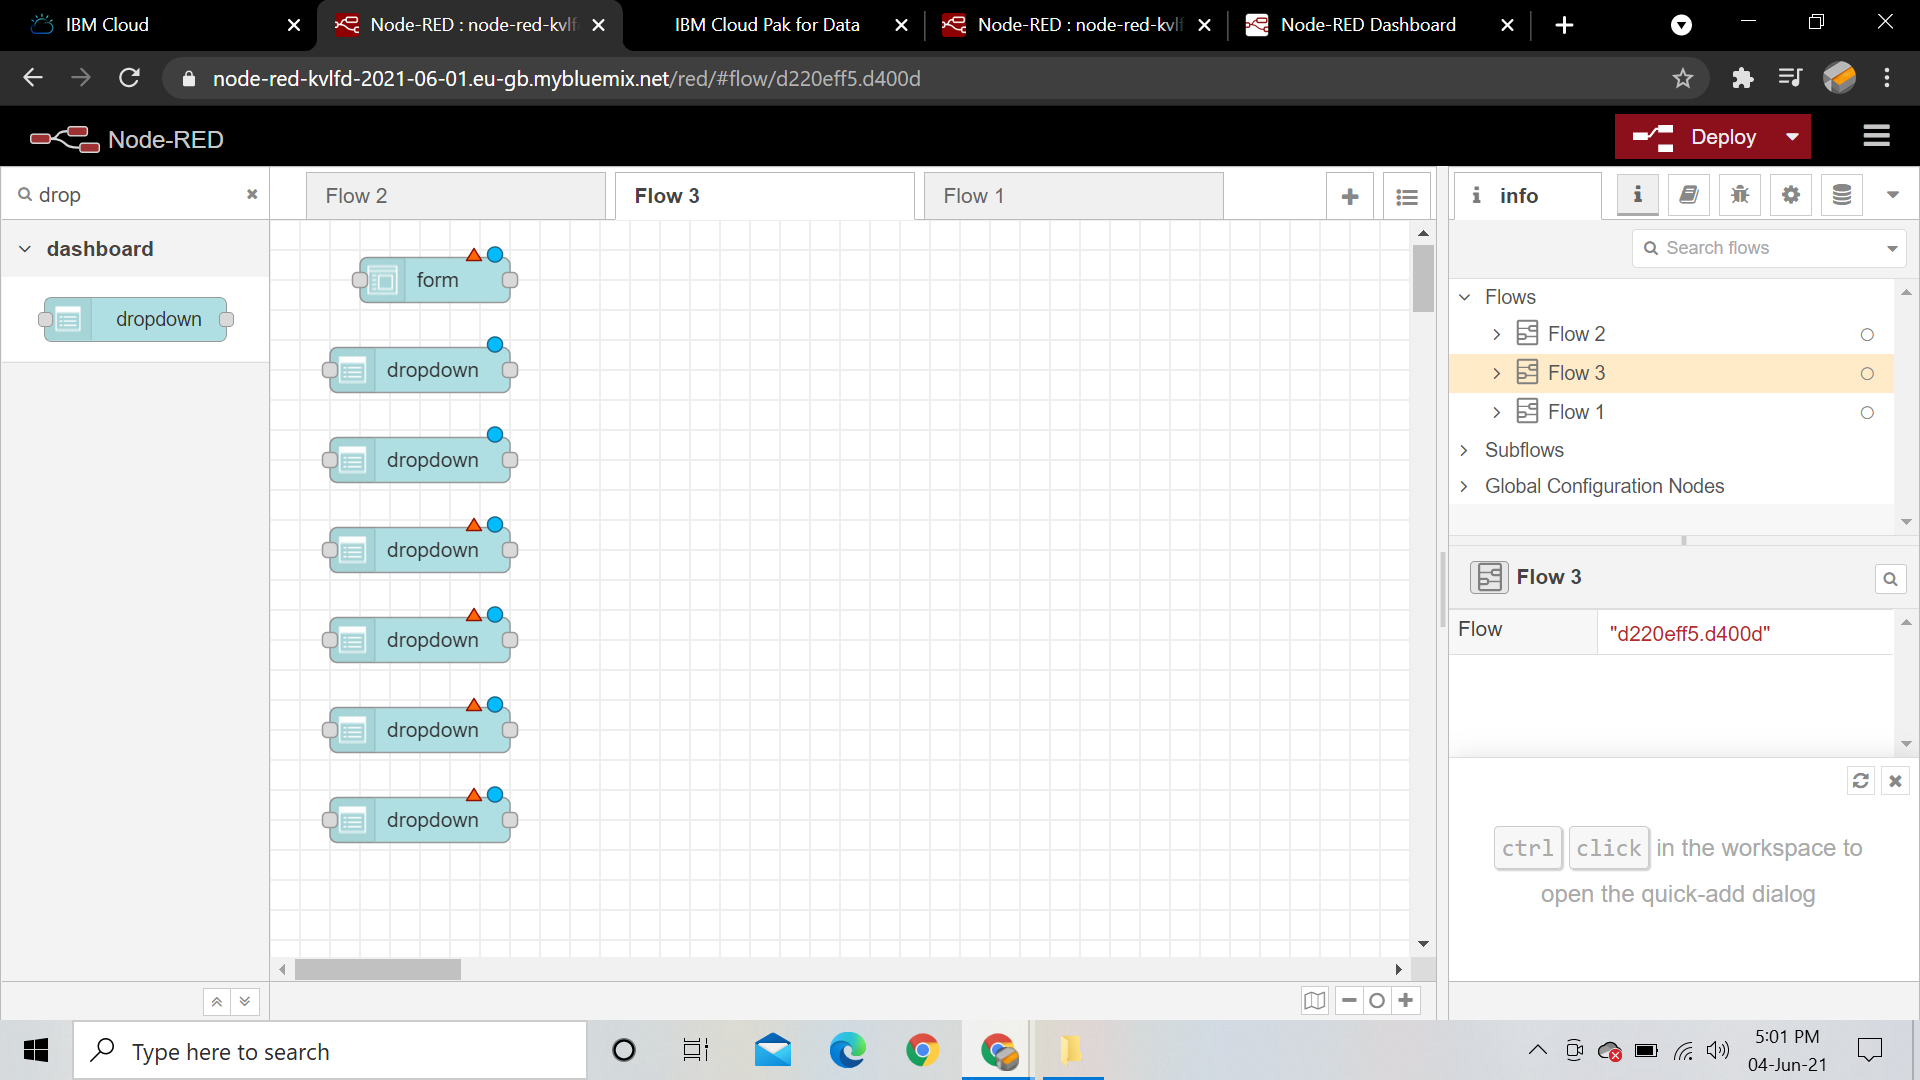 IBM Cloud
Node-RED : node-red-kvlf
IBM Cloud Pak for Data
Node-RED : node-red-kvlf
Node-RED Dashboard
node-red-kvlfd-2021-06-01.eu-gb.mybluemix.net/red/#flow/d220eff5.d400d
Node-RED
Deploy
drop
Flow 2
Flow 3
Flow 1
info
dashboard
dropdown
form
dropdown
dropdown
dropdown
dropdown
dropdown
dropdown
Search flows
Flows
Flow 2
Flow 3
Flow 1
Subflows
Global Configuration Nodes
Flow 3
Flow
"d220eff5.d400d"
ctrl click in the workspace to
open the quick-add dialog
Type here to search
5:01 PM
04-Jun-21